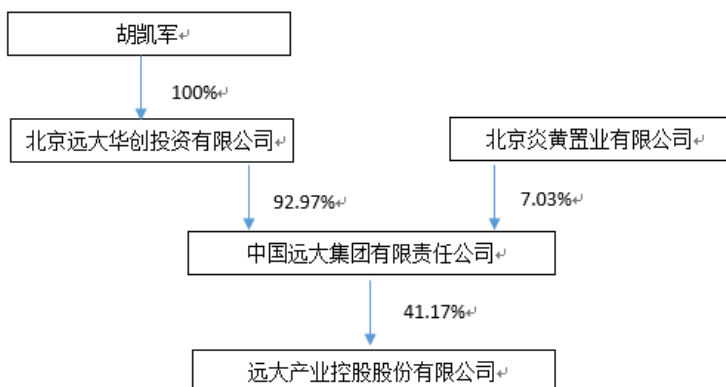 胡凯军
100%
北京远大华创投资有限公司
北京炎黄置业有限公司
92.97%
7.03%
中国远大集团有限责任公司
41.17%
远大产业控股股份有限公司